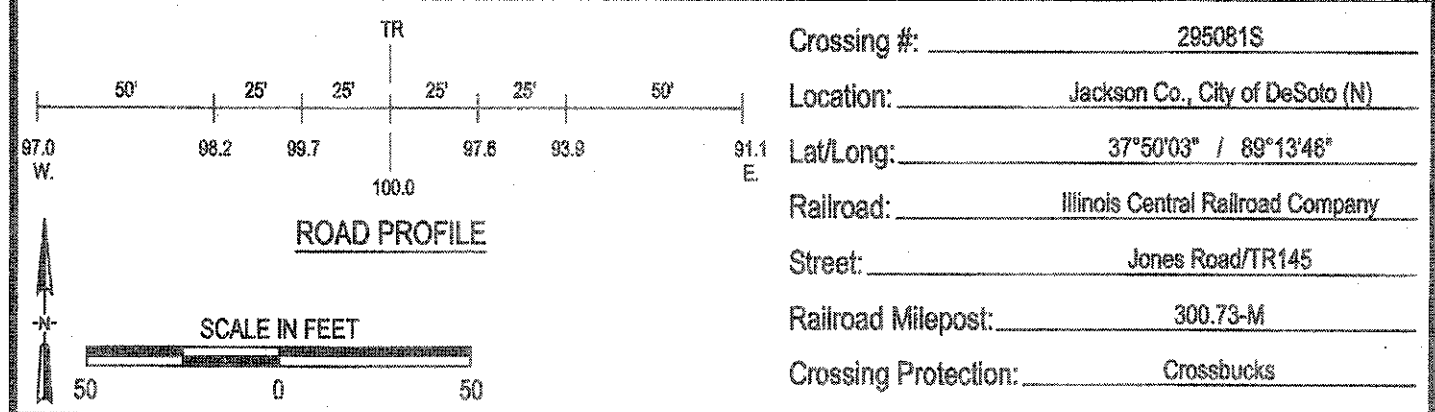 TR
50' 25' 25' 25' 25' 50'
97.0 98.2 99.7 97.6 93.9 91.1
W. E.
100.0
ROAD PROFILE
-N-
SCALE IN FEET
50 0 50
Crossing #: 295081S
Location: Jackson Co., City of DeSoto (N)
Lat/Long: 37°50'03" / 89°13'46"
Railroad: Illinois Central Railroad Company
Street: Jones Road/TR145
Railroad Milepost: 300.73-M
Crossing Protection: Crossbucks